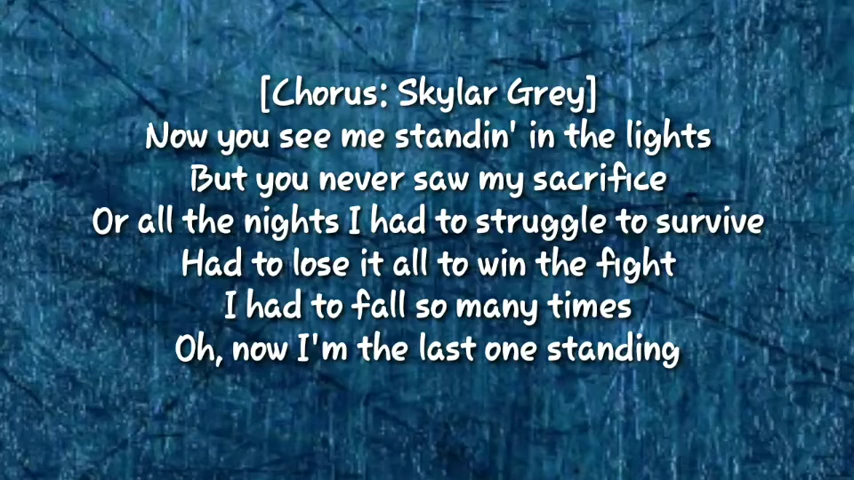 [Chorus: Skylar Grey]
Now you see me standin' in the lights
But you never saw my sacrifice
Or all the nights I had to struggle to survive
Had to lose it all to win the fight
I had to fall so many times
Oh, now I'm the last one standing